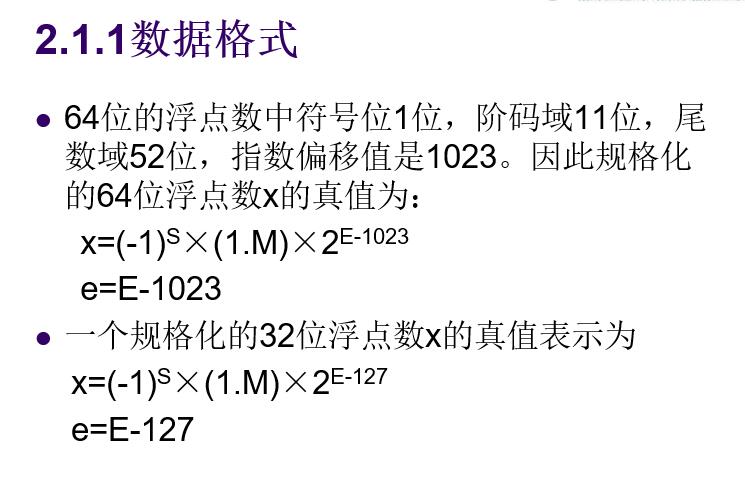 2.1.1数据格式
● 64位的浮点数中符号位1位，阶码域11位，尾
数域52位，指数偏移值是1023。因此规格化
的64位浮点数x的真值为：
x=(-1)ˢ×(1.M)×2ᴱ⁻¹⁰²³
e=E-1023
● 一个规格化的32位浮点数x的真值表示为
x=(-1)ˢ×(1.M)×2ᴱ⁻¹²⁷
e=E-127